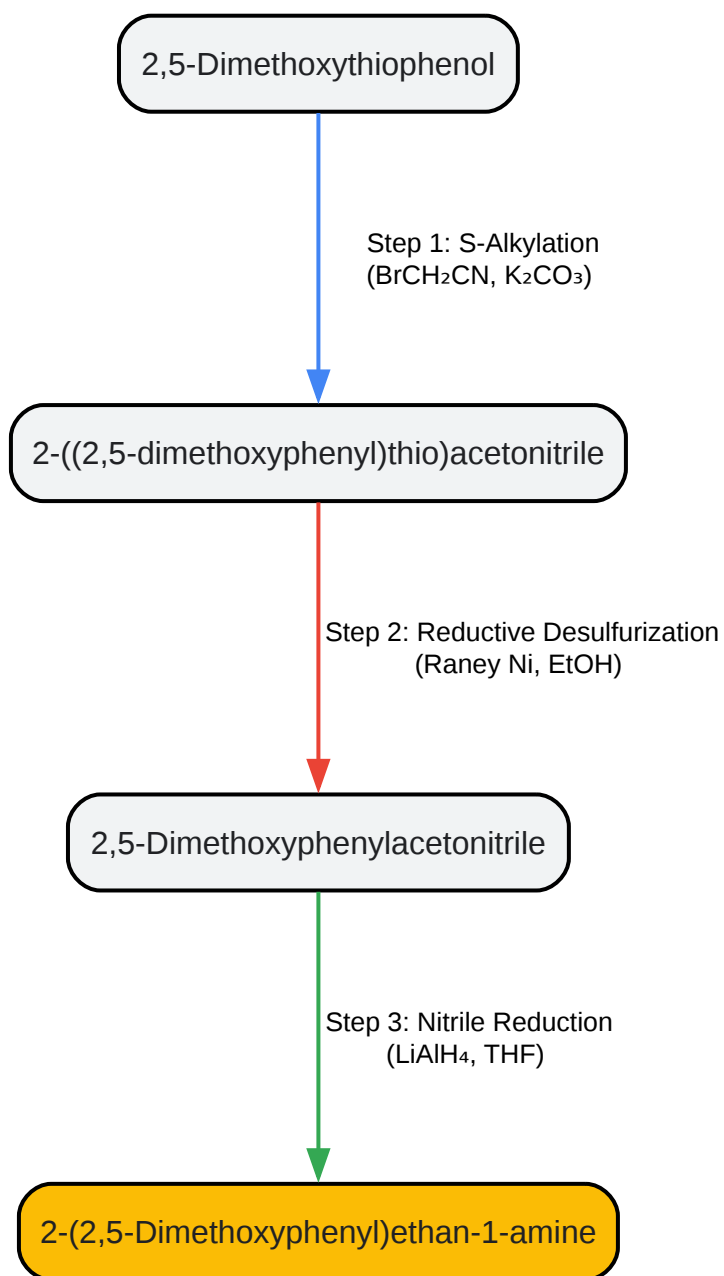 2,5-Dimethoxythiophenol
Step 1: S-Alkylation
(BrCH₂CN, K₂CO₃)
2-((2,5-dimethoxyphenyl)thio)acetonitrile
Step 2: Reductive Desulfurization
(Raney Ni, EtOH)
2,5-Dimethoxyphenylacetonitrile
Step 3: Nitrile Reduction
(LiAlH₄, THF)
2-(2,5-Dimethoxyphenyl)ethan-1-amine